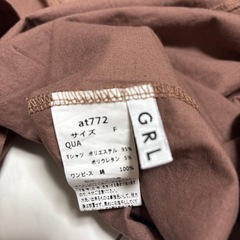 at772
サイズ F
QUA
Tシャツ ポリエステル 95%
ポリウレタン 5%
ワンピース 綿 100%
GRL